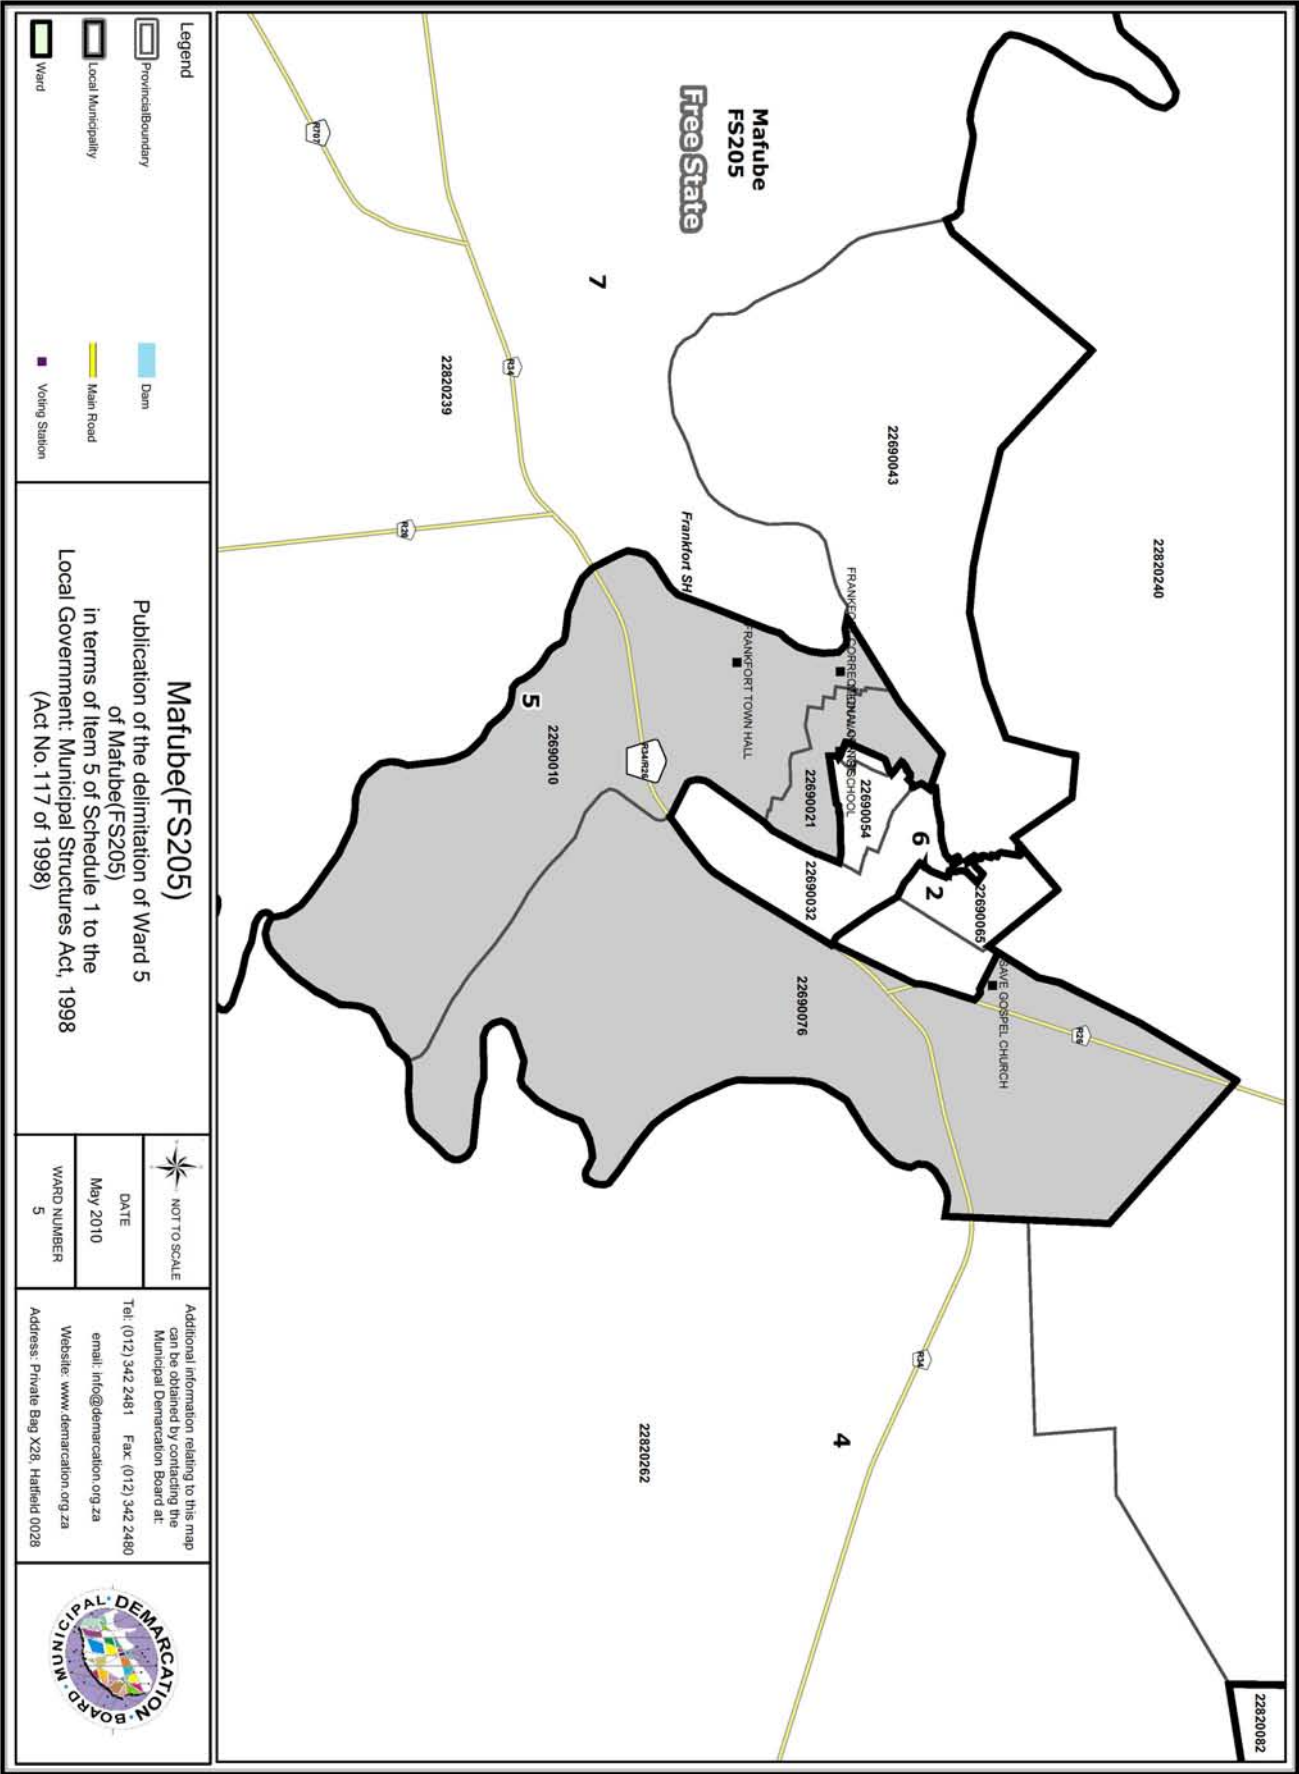 Mafube
FS205
Free State
7
22820239
22690043
22820240
Frankfort SH
FRANKFORT TOWN HALL
5
22690010
22690021
22690054
SCHOOL
6
2
22690032
22690065
22690076
SAVE GOSPEL CHURCH
4
22820262
22820082
R707
R34
R26
R34/R26
R26
R34
Legend
ProvincialBoundary
Local Municipality
Ward
Dam
Main Road
Voting Station
Mafube(FS205)
Publication of the delimitation of Ward 5
of Mafube(FS205)
in terms of Item 5 of Schedule 1 to the
Local Government: Municipal Structures Act, 1998
(Act No.117 of 1998)
NOT TO SCALE
DATE
May 2010
WARD NUMBER
5
Additional information relating to this map
can be obtained by contacting the
Municipal Demarcation Board at:
Tel: (012) 342 2481 Fax: (012) 342 2480
email: info@demarcation.org.za
Website: www.demarcation.org.za
Address: Private Bag X28, Hatfield 0028
MUNICIPAL DEMARCATION BOARD